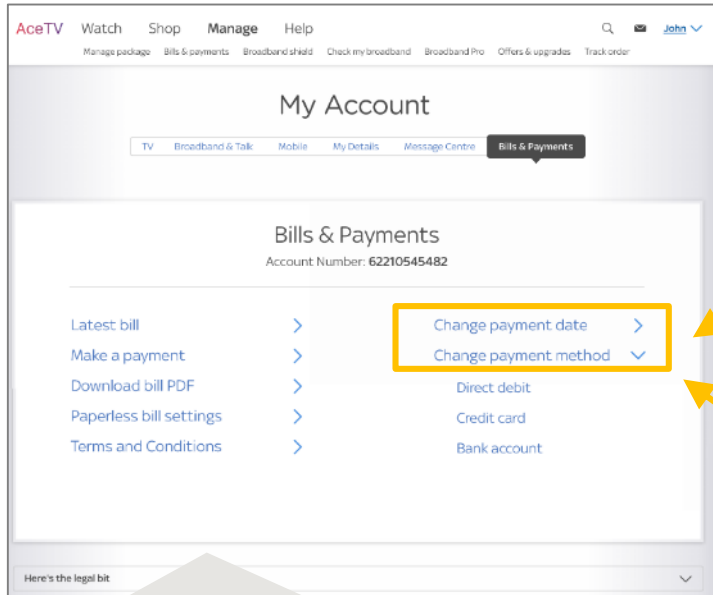 AceTV Watch Shop Manage Help John
Manage package Bills & payments Broadband shield Check my broadband Broadband Pro Offers & upgrades Track order
My Account
TV Broadband & Talk Mobile My Details Message Centre Bills & Payments
Bills & Payments
Account Number: 62210545482
Latest bill
Make a payment
Download bill PDF
Paperless bill settings
Terms and Conditions
Change payment date
Change payment method
Direct debit
Credit card
Bank account
Here's the legal bit